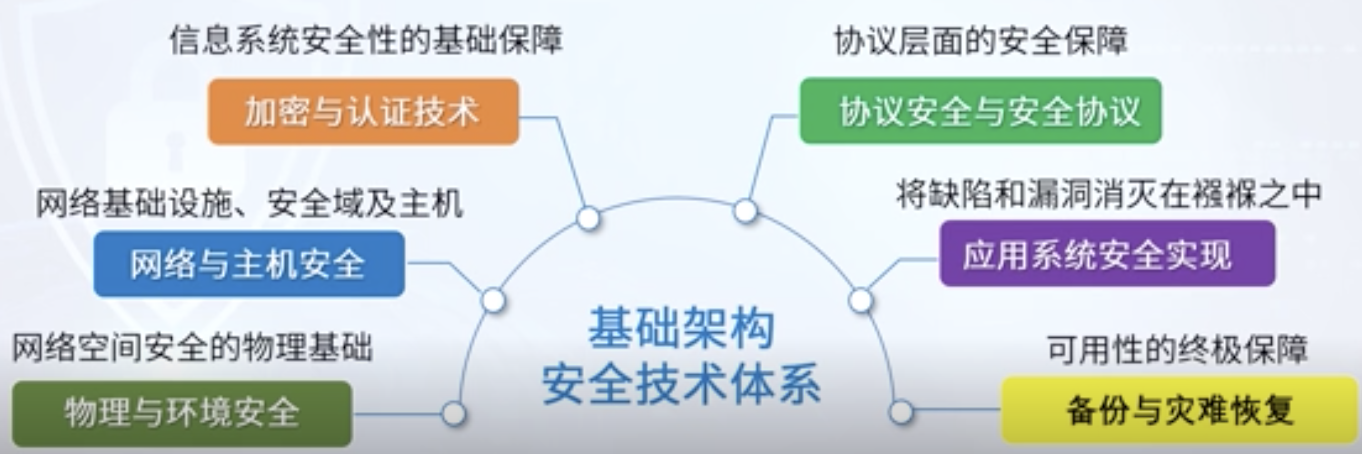 信息系统安全性的基础保障
加密与认证技术
网络基础设施、安全域及主机
网络与主机安全
网络空间安全的物理基础
物理与环境安全
基础架构
安全技术体系
协议层面的安全保障
协议安全与安全协议
将缺陷和漏洞消灭在襁褓之中
应用系统安全实现
可用性的终极保障
备份与灾难恢复